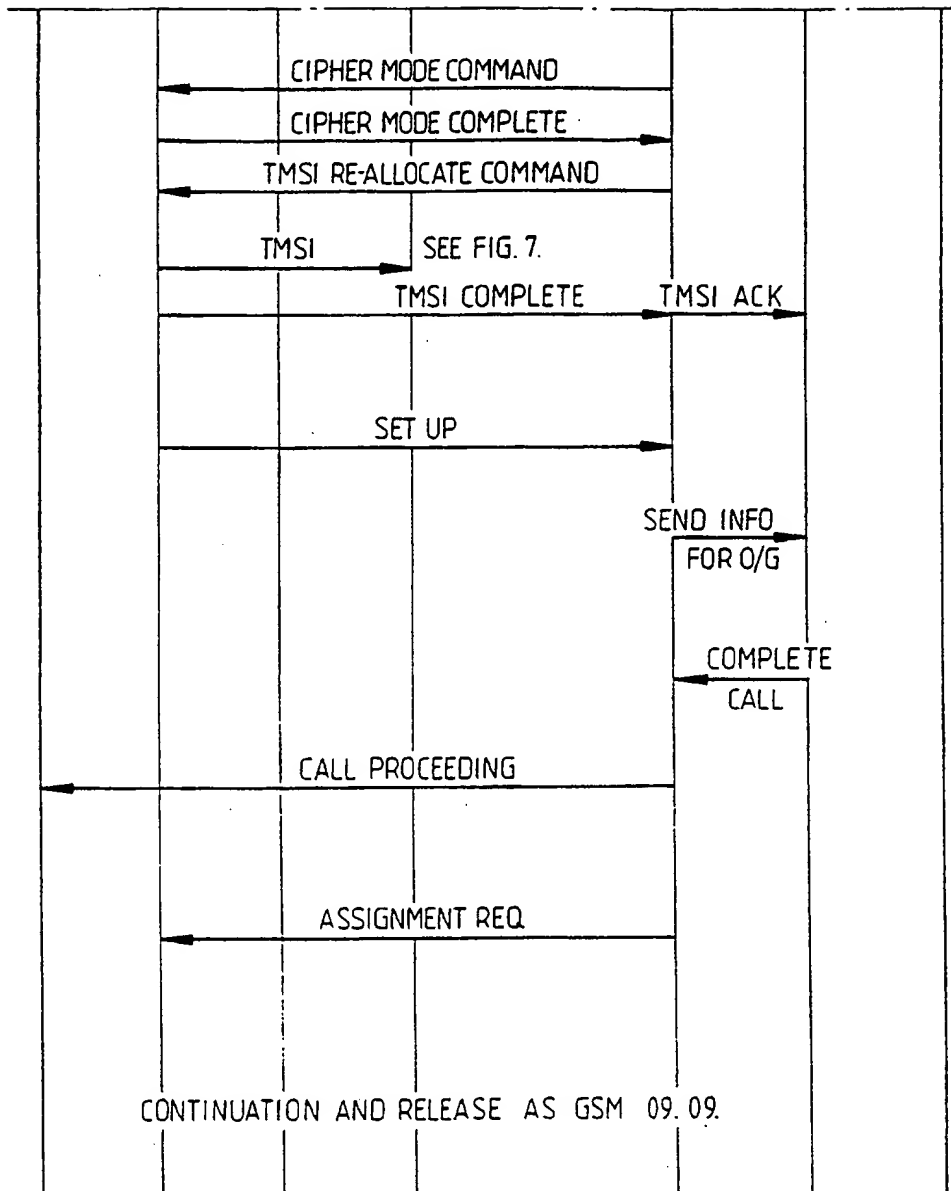 CIPHER MODE COMMAND
CIPHER MODE COMPLETE
TMSI RE-ALLOCATE COMMAND
TMSI
SEE FIG. 7.
TMSI COMPLETE
TMSI ACK
SET UP
SEND INFO
FOR O/G
COMPLETE
CALL
CALL PROCEEDING
ASSIGNMENT REQ.
CONTINUATION AND RELEASE AS GSM 09.09.